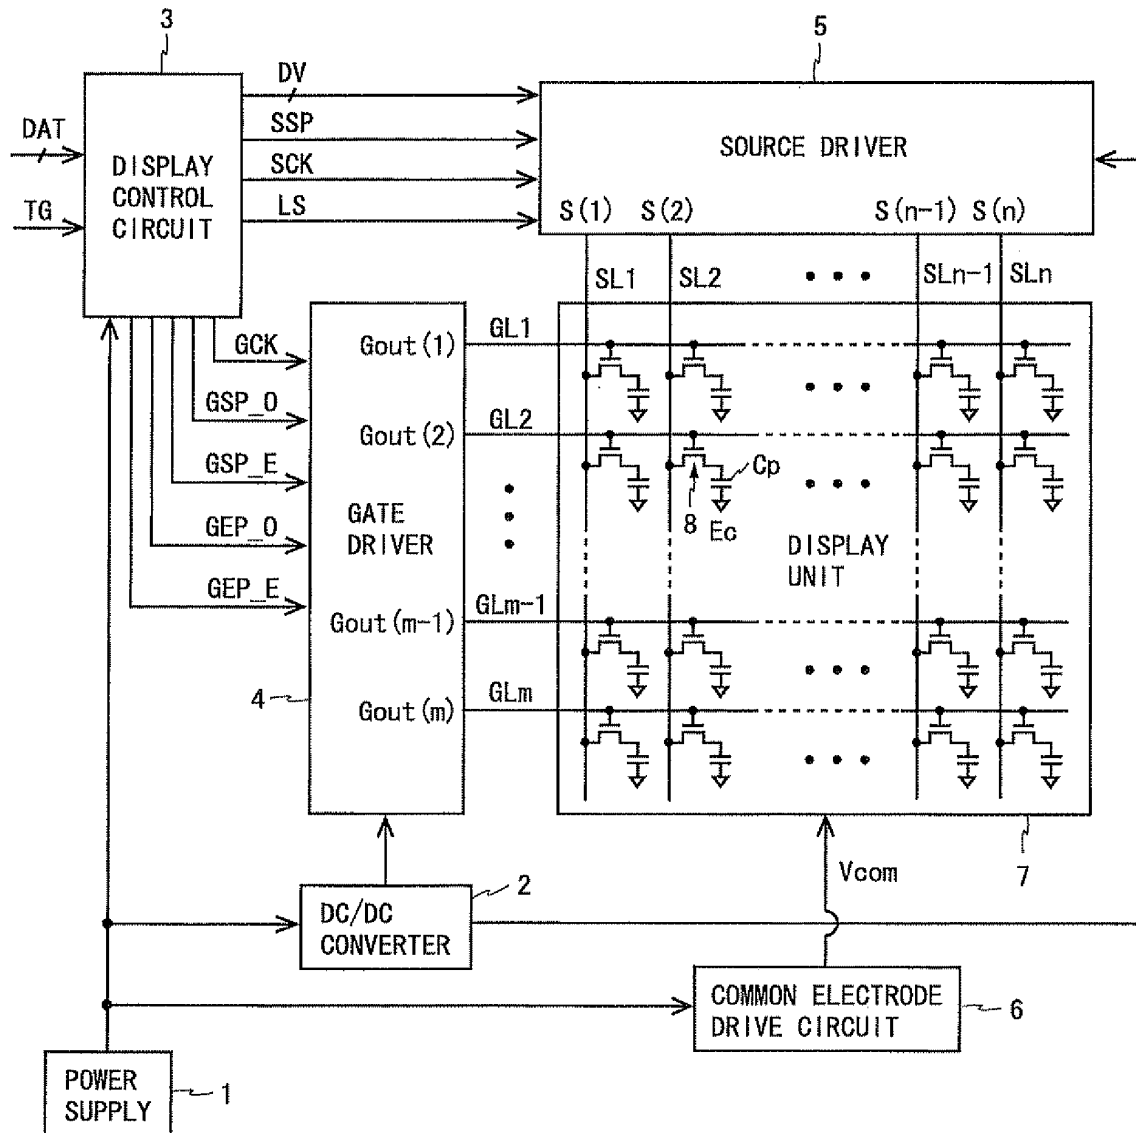 3
5
DV
DAT
SSP
DISPLAY
CONTROL
CIRCUIT
SOURCE DRIVER
SCK
TG
LS
S(1) S(2) S(n-1) S(n)
SL1 SL2 SLn-1 SLn
GCK
Gout(1)
GL1
GSP_O
Gout(2)
GL2
GSP_E
Cp
GATE
DRIVER
8
Ec
GEP_O
DISPLAY
UNIT
GEP_E
Gout(m-1)
GLm-1
4
Gout(m)
GLm
7
Vcom
2
DC/DC
CONVERTER
COMMON ELECTRODE
DRIVE CIRCUIT
6
POWER
SUPPLY
1